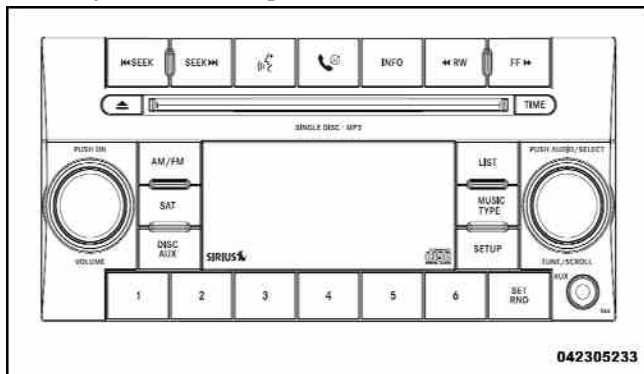 SEEK
SEEK
INFO
RW
FF
TIME
SINGLE DISC · MP3
PUSH ON
AM/FM
LIST
PUSH AUDIO/SELECT
SAT
MUSIC
TYPE
DISC
AUX
SIRIUS
SETUP
VOLUME
TUNE/SCROLL
1
2
3
4
5
6
SET
RND
AUX
042305233